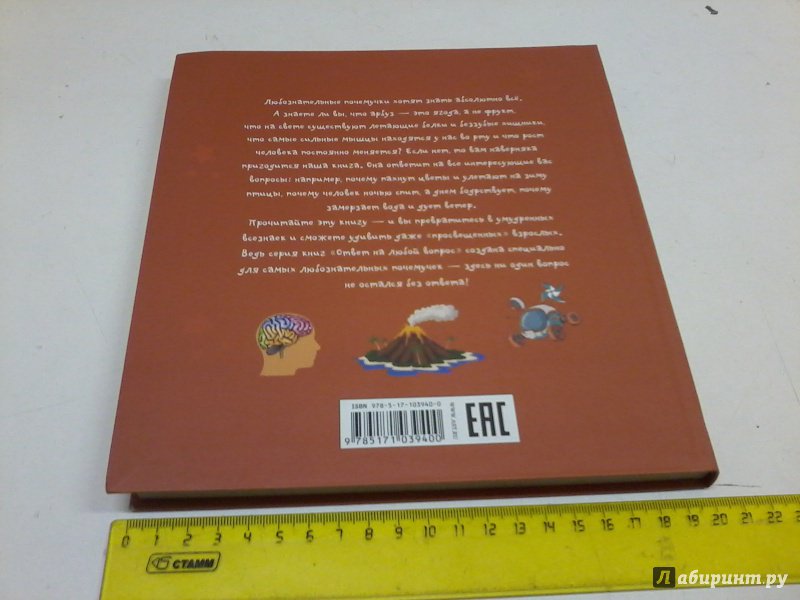 Любознательные почемучки хотят знать абсолютно всё.
А знаете ли вы, что арбуз — это ягода, а не фрукт,
что на свете существуют летающие белки и беззубые хищники,
что самые сильные мышцы находятся у нас во рту и что рост
человека постоянно меняется? Если нет, то вам наверняка
пригодится наша книга. Она ответит на все интересующие вас
вопросы: например, почему пахнут цветы и улетают на зиму
птицы, почему человек ночью спит, а днем бодрствует, почему
замерзает вода и дует ветер.
Прочитайте эту книгу — и вы превратитесь в умудренных
всезнаек и сможете удивить даже «просвещенных» взрослых.
Ведь серия книг «Ответ на любой вопрос» создана специально
для самых любознательных почемучек — здесь ни один вопрос
не остался без ответа!
ISBN 978-5-17-103940-0
9 785171 039400
www.ast.ru
EAC
0 1 2 3 4 5 6 7 8 9 10 11 12 13 14 15 16 17 18 19 20 21 22
СТАММ
Лабиринт.ру